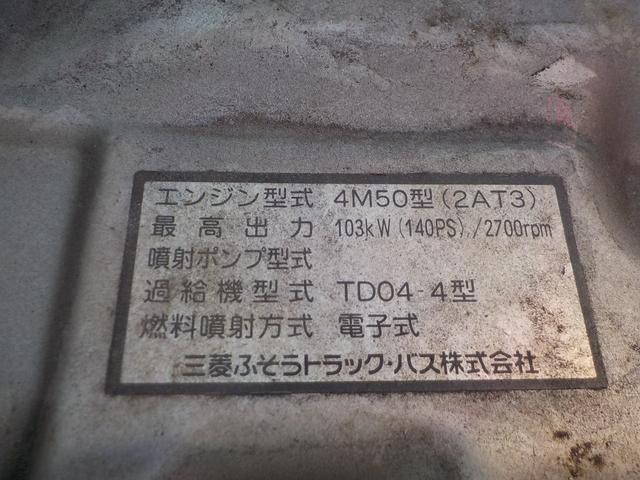 エンジン型式 4M50型(2AT3)
最高出力 103kW(140PS)/2700rpm
噴射ポンプ型式
過給機型式 TD04-4型
燃料噴射方式 電子式
三菱ふそうトラック・バス株式会社